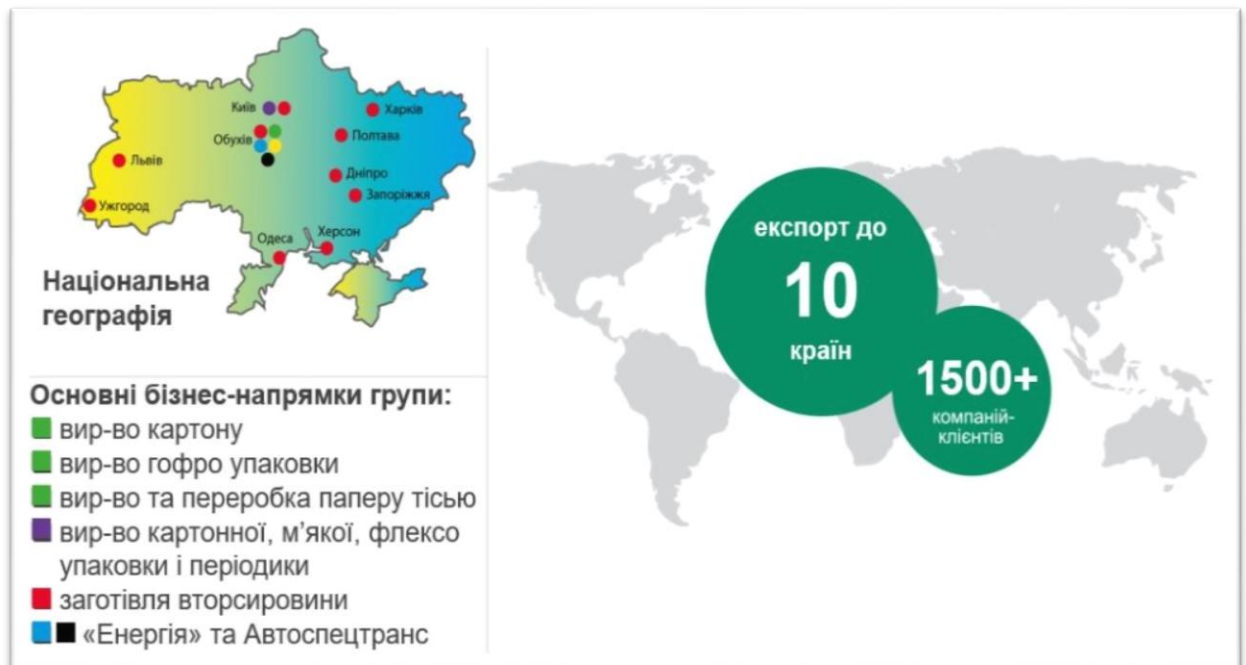 Київ
Харків
Обухів
Полтава
Львів
Дніпро
Запоріжжя
Ужгород
Одеса
Херсон
Національна
географія
Основні бізнес-напрямки групи:
вир-во картону
вир-во гофро упаковки
вир-во та переробка паперу тісью
вир-во картонної, м’якої, флексо
упаковки і періодики
заготівля вторсировини
«Енергія» та Автоспецтранс
експорт до
10
країн
1500+
компаній-
клієнтів